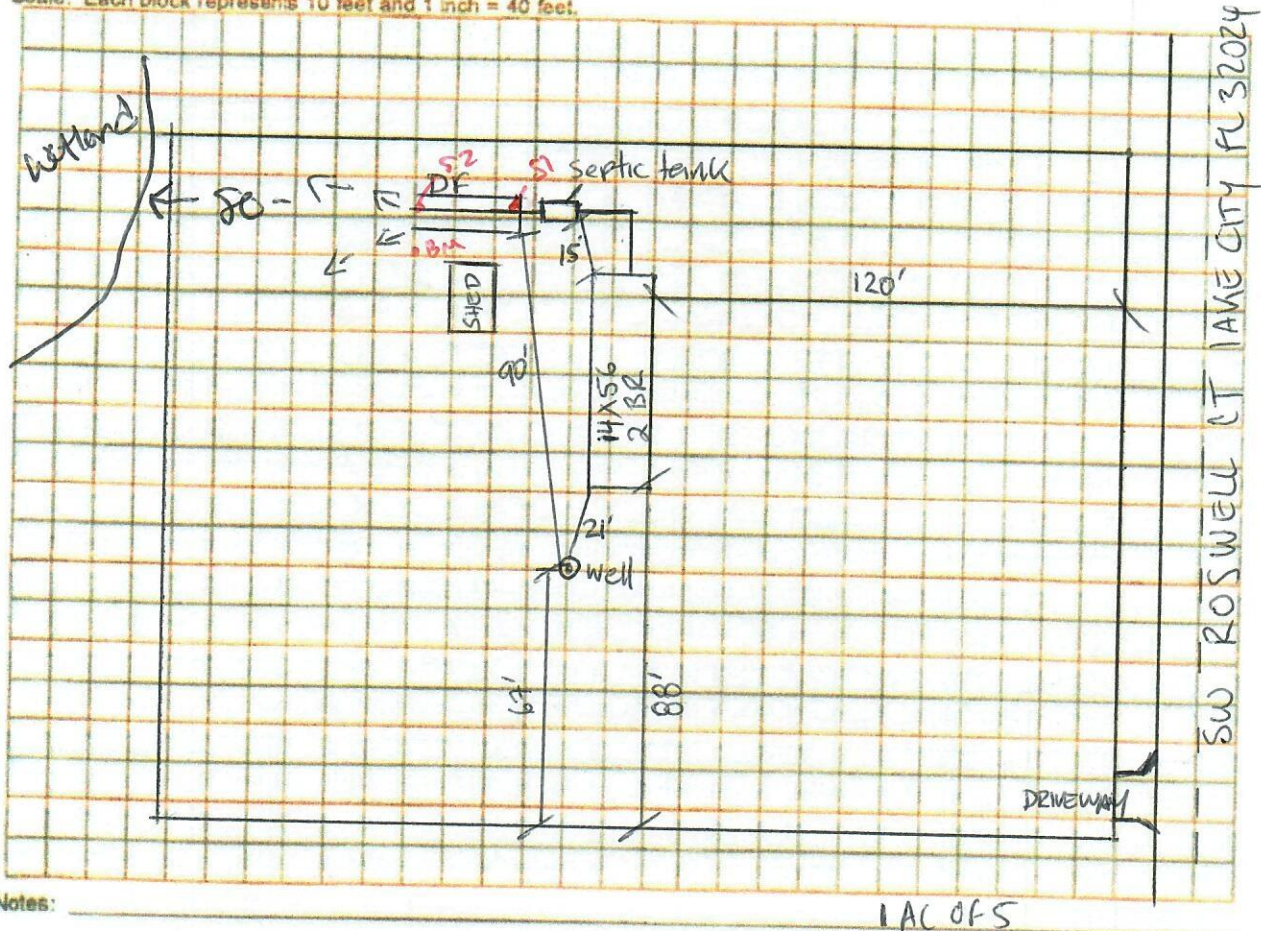 Scale: Each block represents 10 feet and 1 inch = 40 feet.
wetland
80
S2
S1
septic tank
DF
BM
15'
SHED
120'
90'
14X56
2 BR
21'
well
67'
88'
DRIVEWAY
SW ROSWELL CT LAKE CITY FL 32024
Notes:
1 AC OF 5